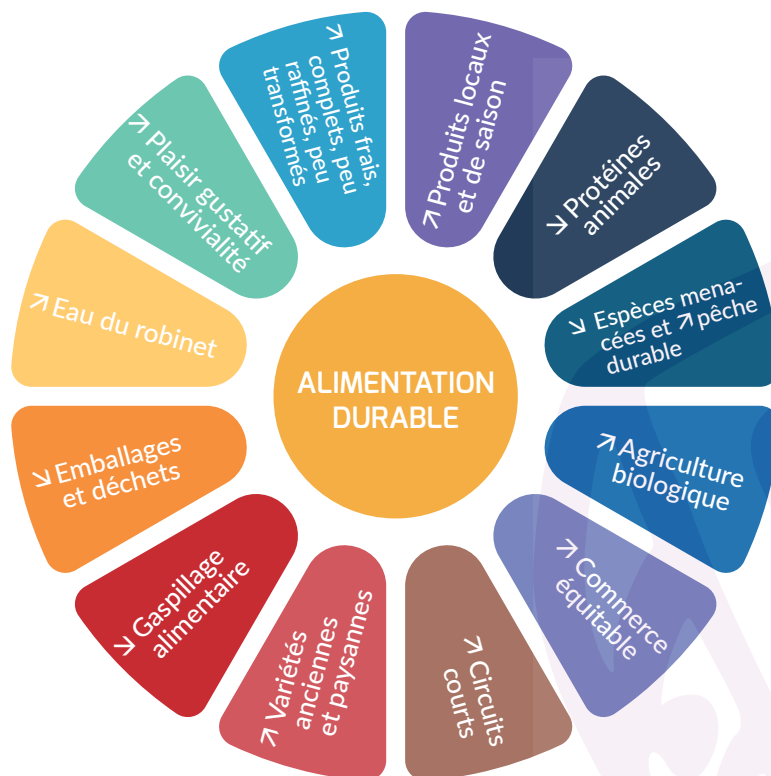 ALIMENTATION
DURABLE
↗ Produits locaux
et de saison
↘ Protéines
animales
↘ Espèces mena-
cées et ↗ pêche
durable
↗ Agriculture
biologique
↗ Commerce
équitable
↗ Circuits
courts
↗ Variétés
anciennes
et paysannes
↘ Gaspillage
alimentaire
↘ Emballages
et déchets
↗ Eau du robinet
↗ Plaisir gustatif
et convivialité
↗ Produits frais,
complets, peu
raffinés, peu
transformés